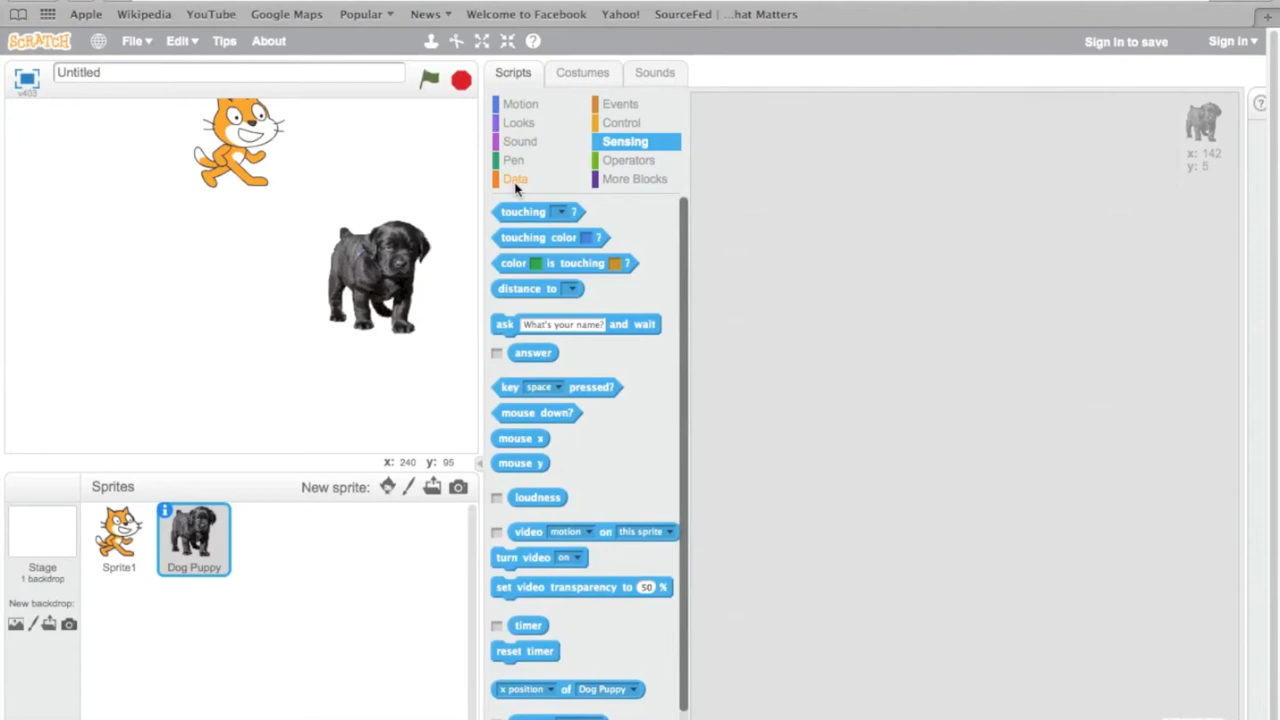 Apple Wikipedia YouTube Google Maps Popular News Welcome to Facebook Yahoo! SourceFed ...hat Matters
SCRATCH File Edit Tips About Sign in to save Sign in
v403 Untitled
Scripts Costumes Sounds
Motion Events
Looks Control
Sound Sensing
Pen Operators
Data More Blocks
x: 142
y: 5
touching ?
touching color ?
color is touching ?
distance to
ask What's your name? and wait
answer
key space pressed?
mouse down?
mouse x
mouse y
loudness
video motion on this sprite
turn video on
set video transparency to 50 %
timer
reset timer
x position of Dog Puppy
x: 240 y: 95
Sprites New sprite:
Stage
1 backdrop
New backdrop:
Sprite1
Dog Puppy